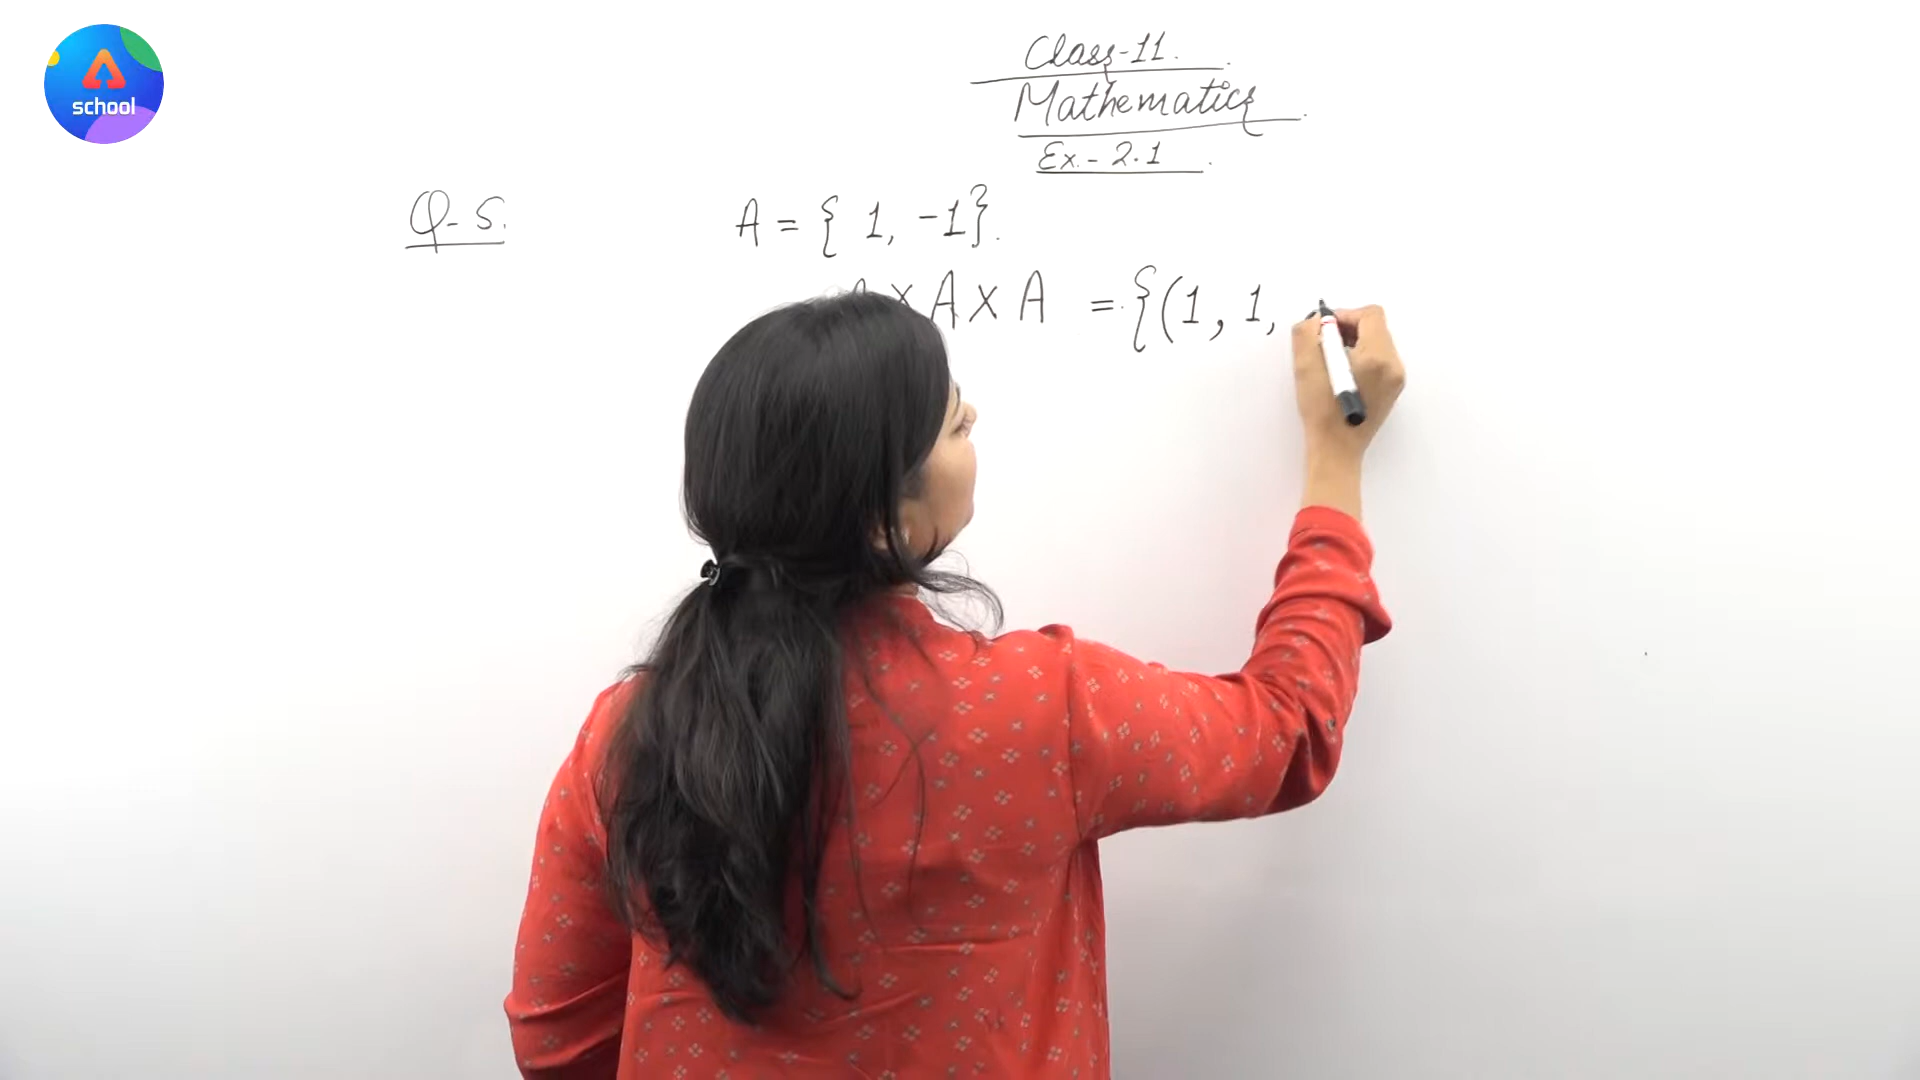 A
school
Class-11.
Mathematics
Ex.- 2.1
Q-5. A = { 1, -1}.
A × A × A = {(1, 1,